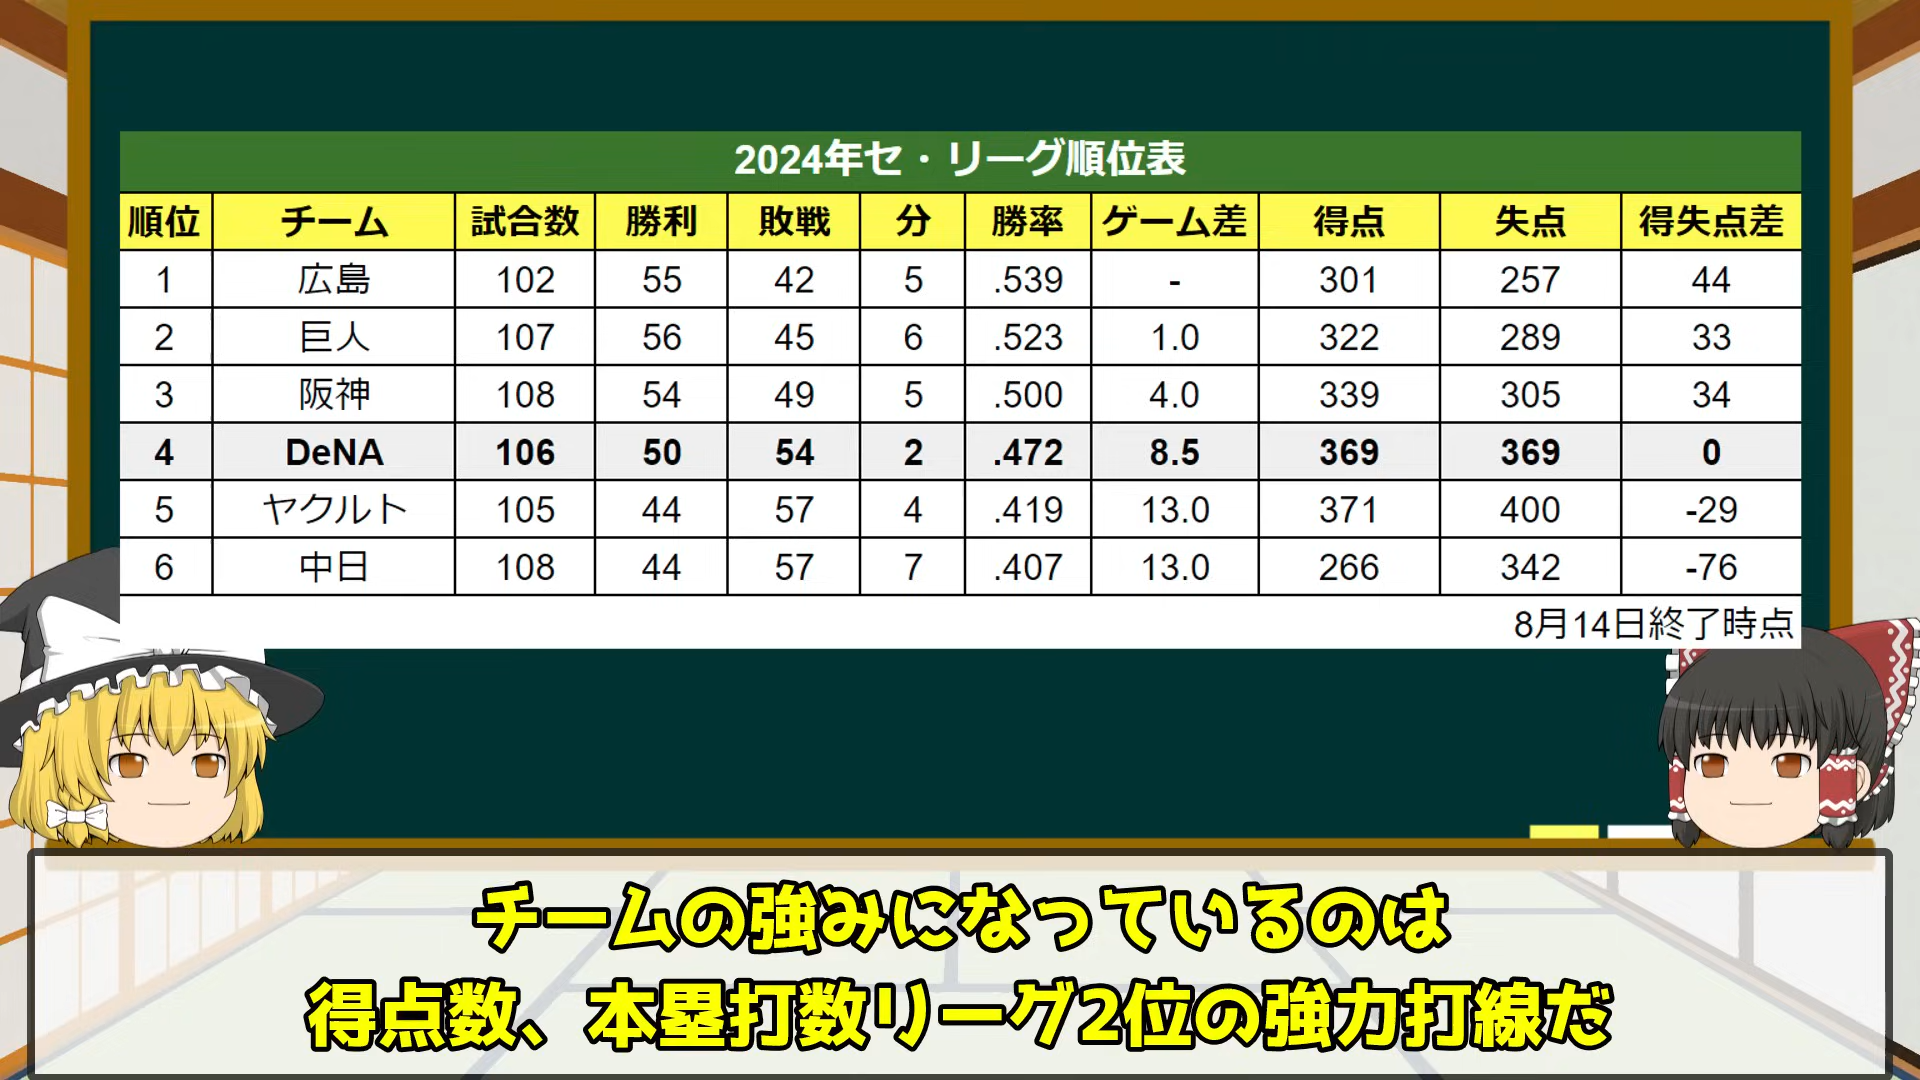 2024年セ・リーグ順位表
順位 チーム 試合数 勝利 敗戦 分 勝率 ゲーム差 得点 失点 得失点差
1 広島 102 55 42 5 .539 - 301 257 44
2 巨人 107 56 45 6 .523 1.0 322 289 33
3 阪神 108 54 49 5 .500 4.0 339 305 34
4 DeNA 106 50 54 2 .472 8.5 369 369 0
5 ヤクルト 105 44 57 4 .419 13.0 371 400 -29
6 中日 108 44 57 7 .407 13.0 266 342 -76
8月14日終了時点
チームの強みになっているのは
得点数、本塁打数リーグ2位の強力打線だ